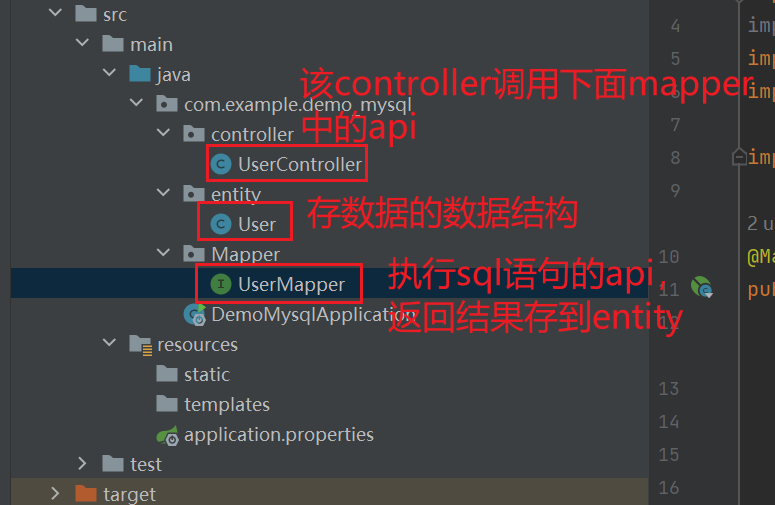 src
4
imp
main
5
imp
java
该controller调用下面mapper
6
imp
com.example.demo_mysql
中的api
7
controller
UserController
8
imp
entity
9
User
存数据的数据结构
2 u
Mapper
10
@Ma
UserMapper
执行sql语句的api，
11
pub
DemoMysqlApplication
返回结果存到entity
12
resources
static
13
templates
14
application.properties
15
test
16
target